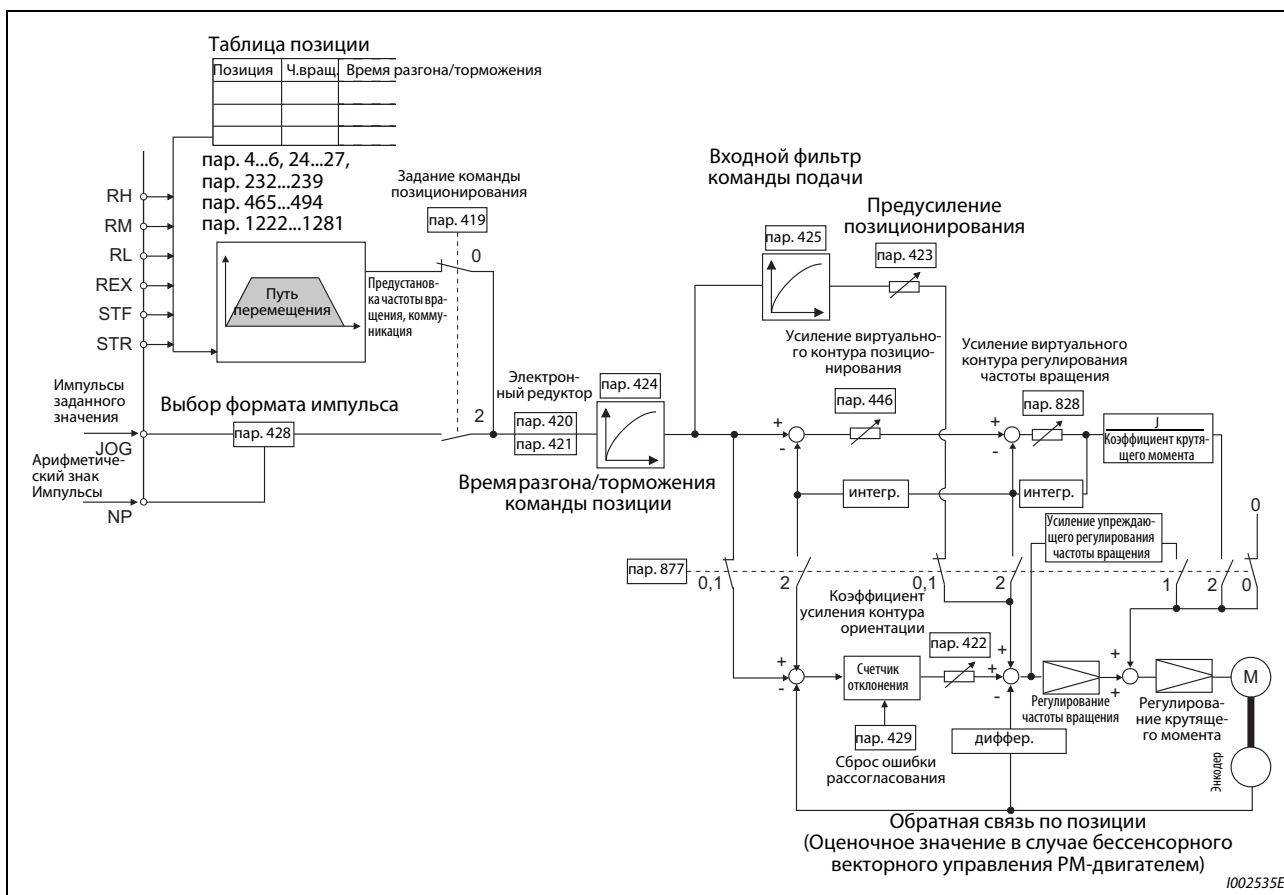 Таблица позиции
Позиция Ч.вращ. Время разгона/торможения
пар. 4...6, 24...27,
пар. 232...239
пар. 465...494
пар. 1222...1281
RH
RM
RL
REX
STF
STR
Путь
перемещения
Предустанов-
ка частоты вра-
щения, комму-
никация
Задание команды
позиционирования
пар. 419
0
2
Импульсы
заданного
значения
JOG
Арифметиче-
ский знак
Импульсы
NP
Выбор формата импульса
пар. 428
Электрон-
ный редуктор
пар. 420
пар. 421
пар. 424
Время разгона/торможения
команды позиции
Входной фильтр
команды подачи
пар. 425
Предусиление
позиционирования
пар. 423
Усиление виртуально-
го контура позицио-
нирования
пар. 446
Усиление виртуального
контура регулирования
частоты вращения
пар. 828
+
-
+
-
J
Коэффициент крутя-
щего момента
интегр.
интегр.
Усиление упреждаю-
щего регулирования
частоты вращения
0
пар. 877
0,1
2
0,1
2
1
2
0
Коэффициент
усиления контура
ориентации
пар. 422
+
-
Счетчик
отклонения
+
+
-
+
+
Регулирование
частоты вращения
Регулирова-
ние крутяще-
го момента
M
Энкодер
пар. 429
Сброс ошибки
рассогласования
диффер.
Обратная связь по позиции
(Оценочное значение в случае бессенсорного
векторного управления PM-двигателем)
I002535E